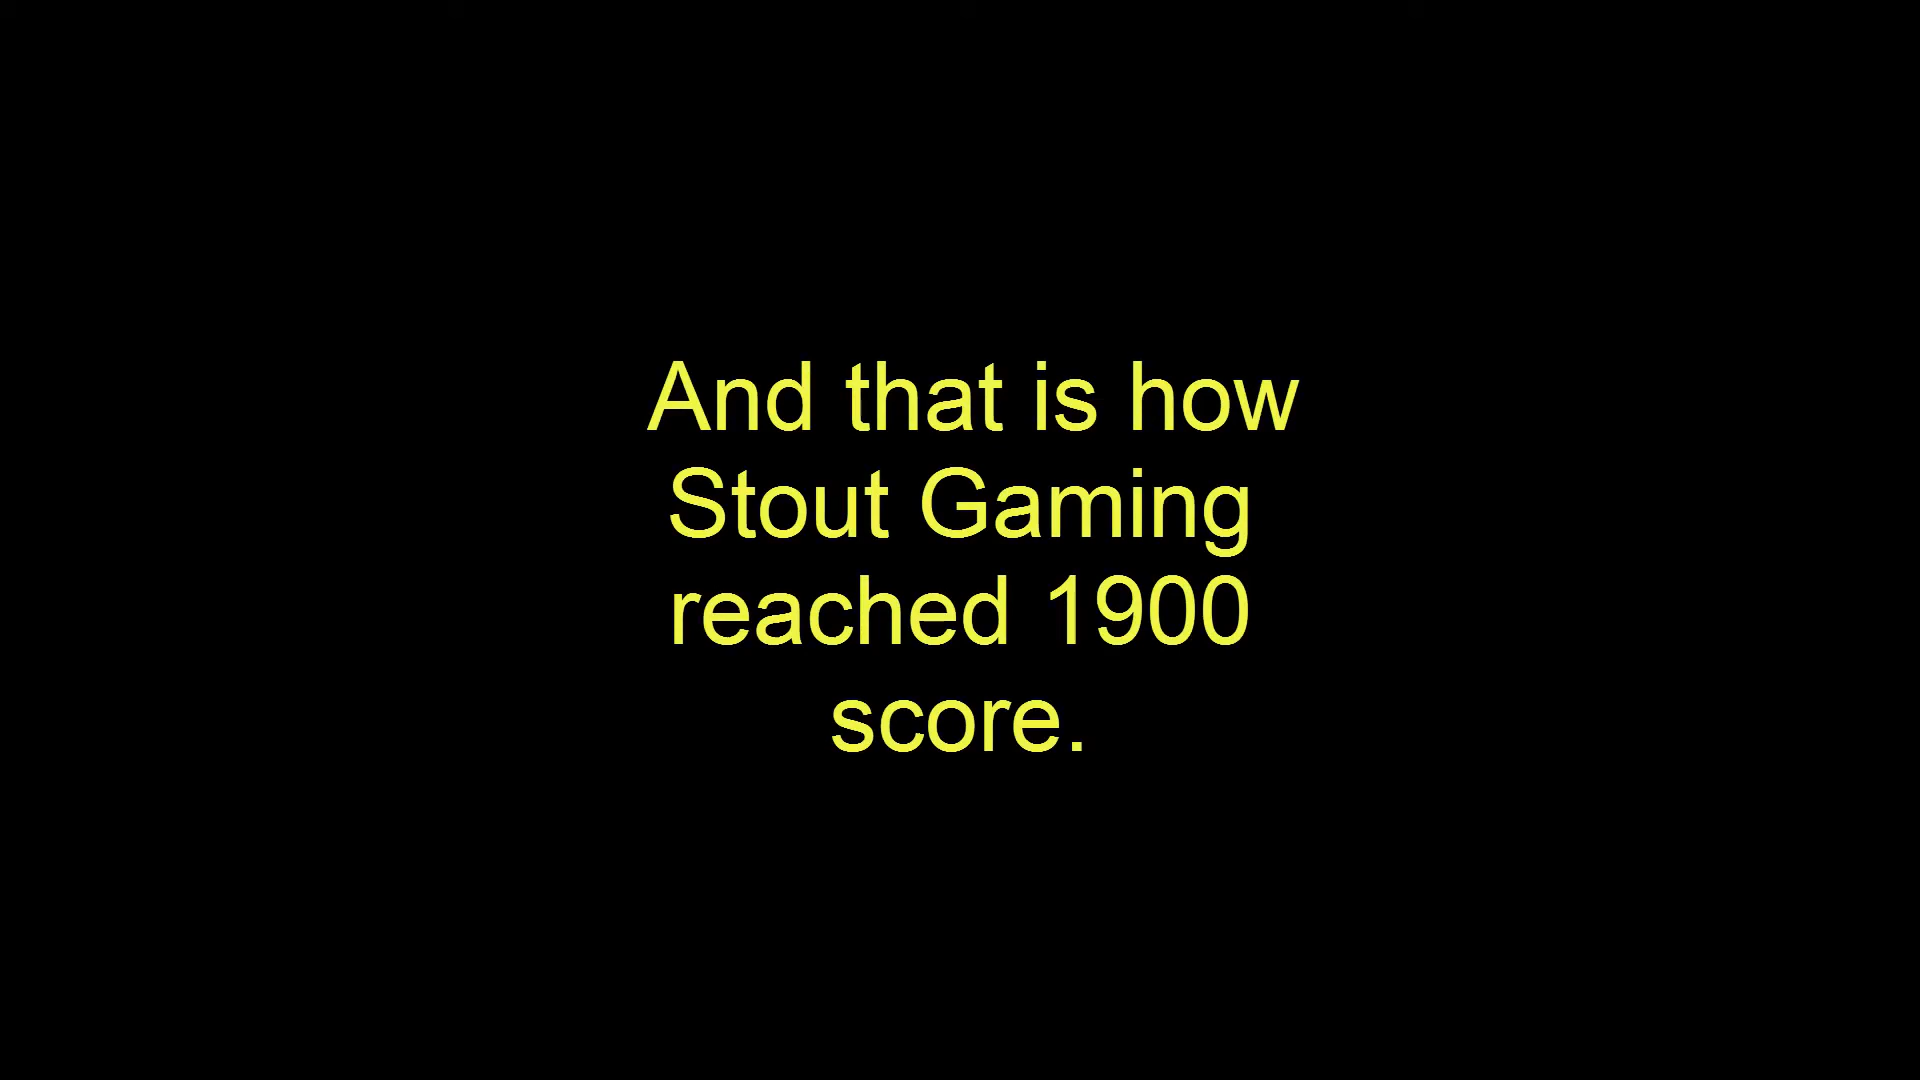 And that is how
Stout Gaming
reached 1900
score.